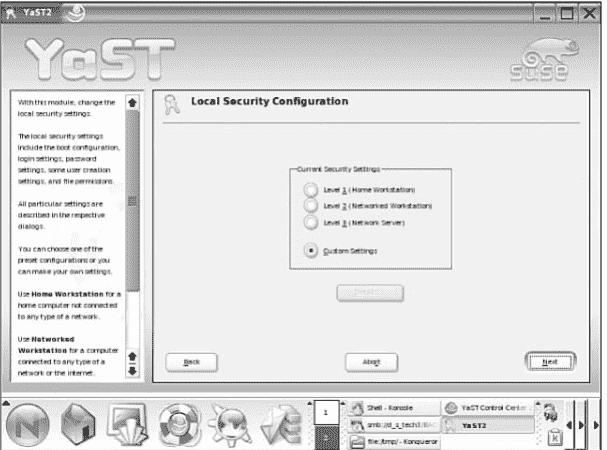 YaST2
YaST
SuSE
With this module, change the
local security settings.
The local security settings
include the boot configuration,
login settings, password
settings, some user creation
settings, and file permissions.
All particular settings are
described in the respective
dialogs.
You can choose one of the
preset configurations or you
can make your own settings.
Use Home Workstation for a
home computer not connected
to any type of a network.
Use Networked
Workstation for a computer
connected to any type of a
network or the internet.
Local Security Configuration
Current Security Settings
Level 1 (Home Workstation)
Level 2 (Networked Workstation)
Level 3 (Network Server)
Custom Settings
Back
Abort
Next
N
1
2
Shell - Konsole
YaST Control Center
YaST2
file:/tmp/ - Konqueror